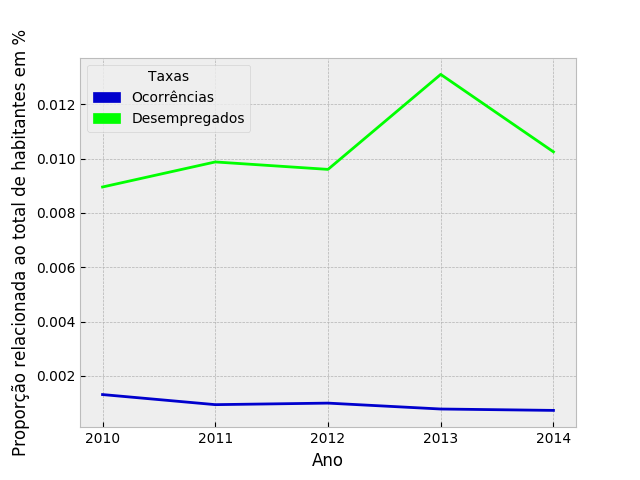 Proporção relacionada ao total de habitantes em %
Taxas
Ocorrências
Desempregados
0.012
0.010
0.008
0.006
0.004
0.002
2010 2011 2012 2013 2014
Ano